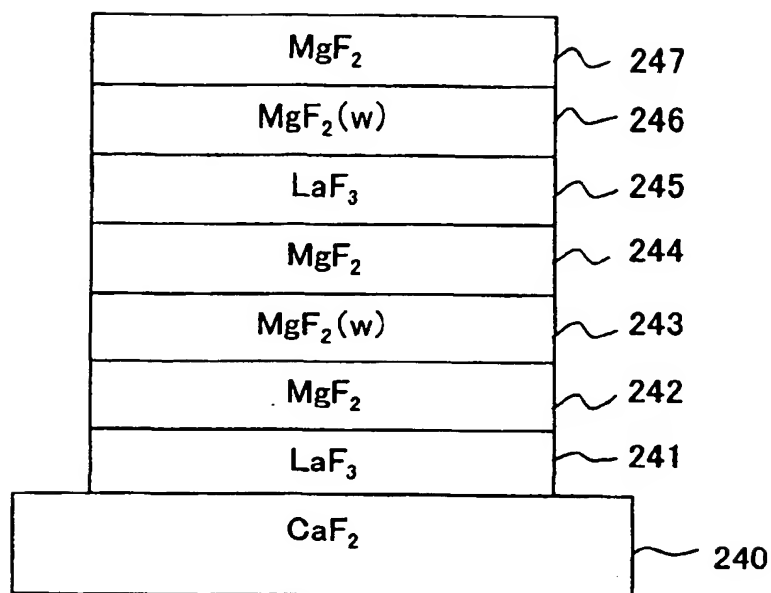 MgF₂ 247
MgF₂(w) 246
LaF₃ 245
MgF₂ 244
MgF₂(w) 243
MgF₂ 242
LaF₃ 241
CaF₂ 240